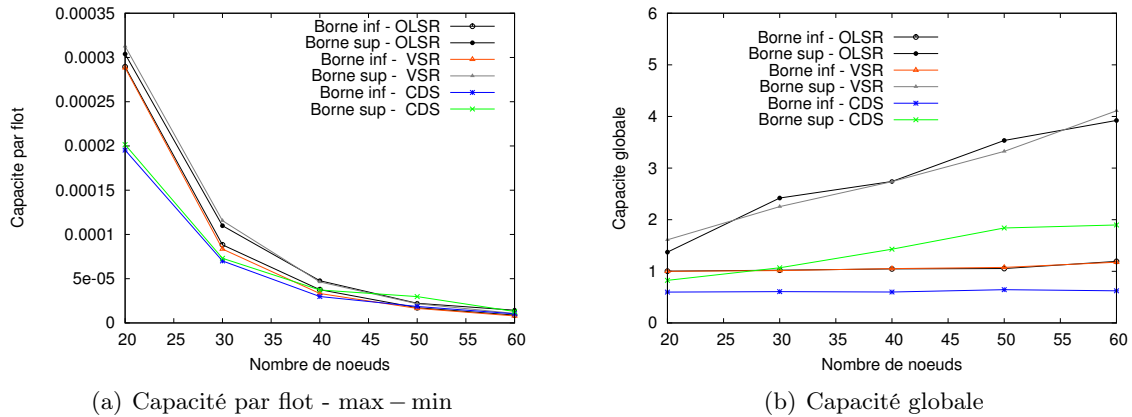 Borne inf - OLSR
Borne sup - OLSR
Borne inf - VSR
Borne sup - VSR
Borne inf - CDS
Borne sup - CDS
0.00035
0.0003
0.00025
0.0002
0.00015
0.0001
5e-05
0
20 25 30 35 40 45 50 55 60
Capacite par flot
Nombre de noeuds
(a) Capacité par flot - max − min
Borne inf - OLSR
Borne sup - OLSR
Borne inf - VSR
Borne sup - VSR
Borne inf - CDS
Borne sup - CDS
6
5
4
3
2
1
0
20 25 30 35 40 45 50 55 60
Capacite globale
Nombre de noeuds
(b) Capacité globale